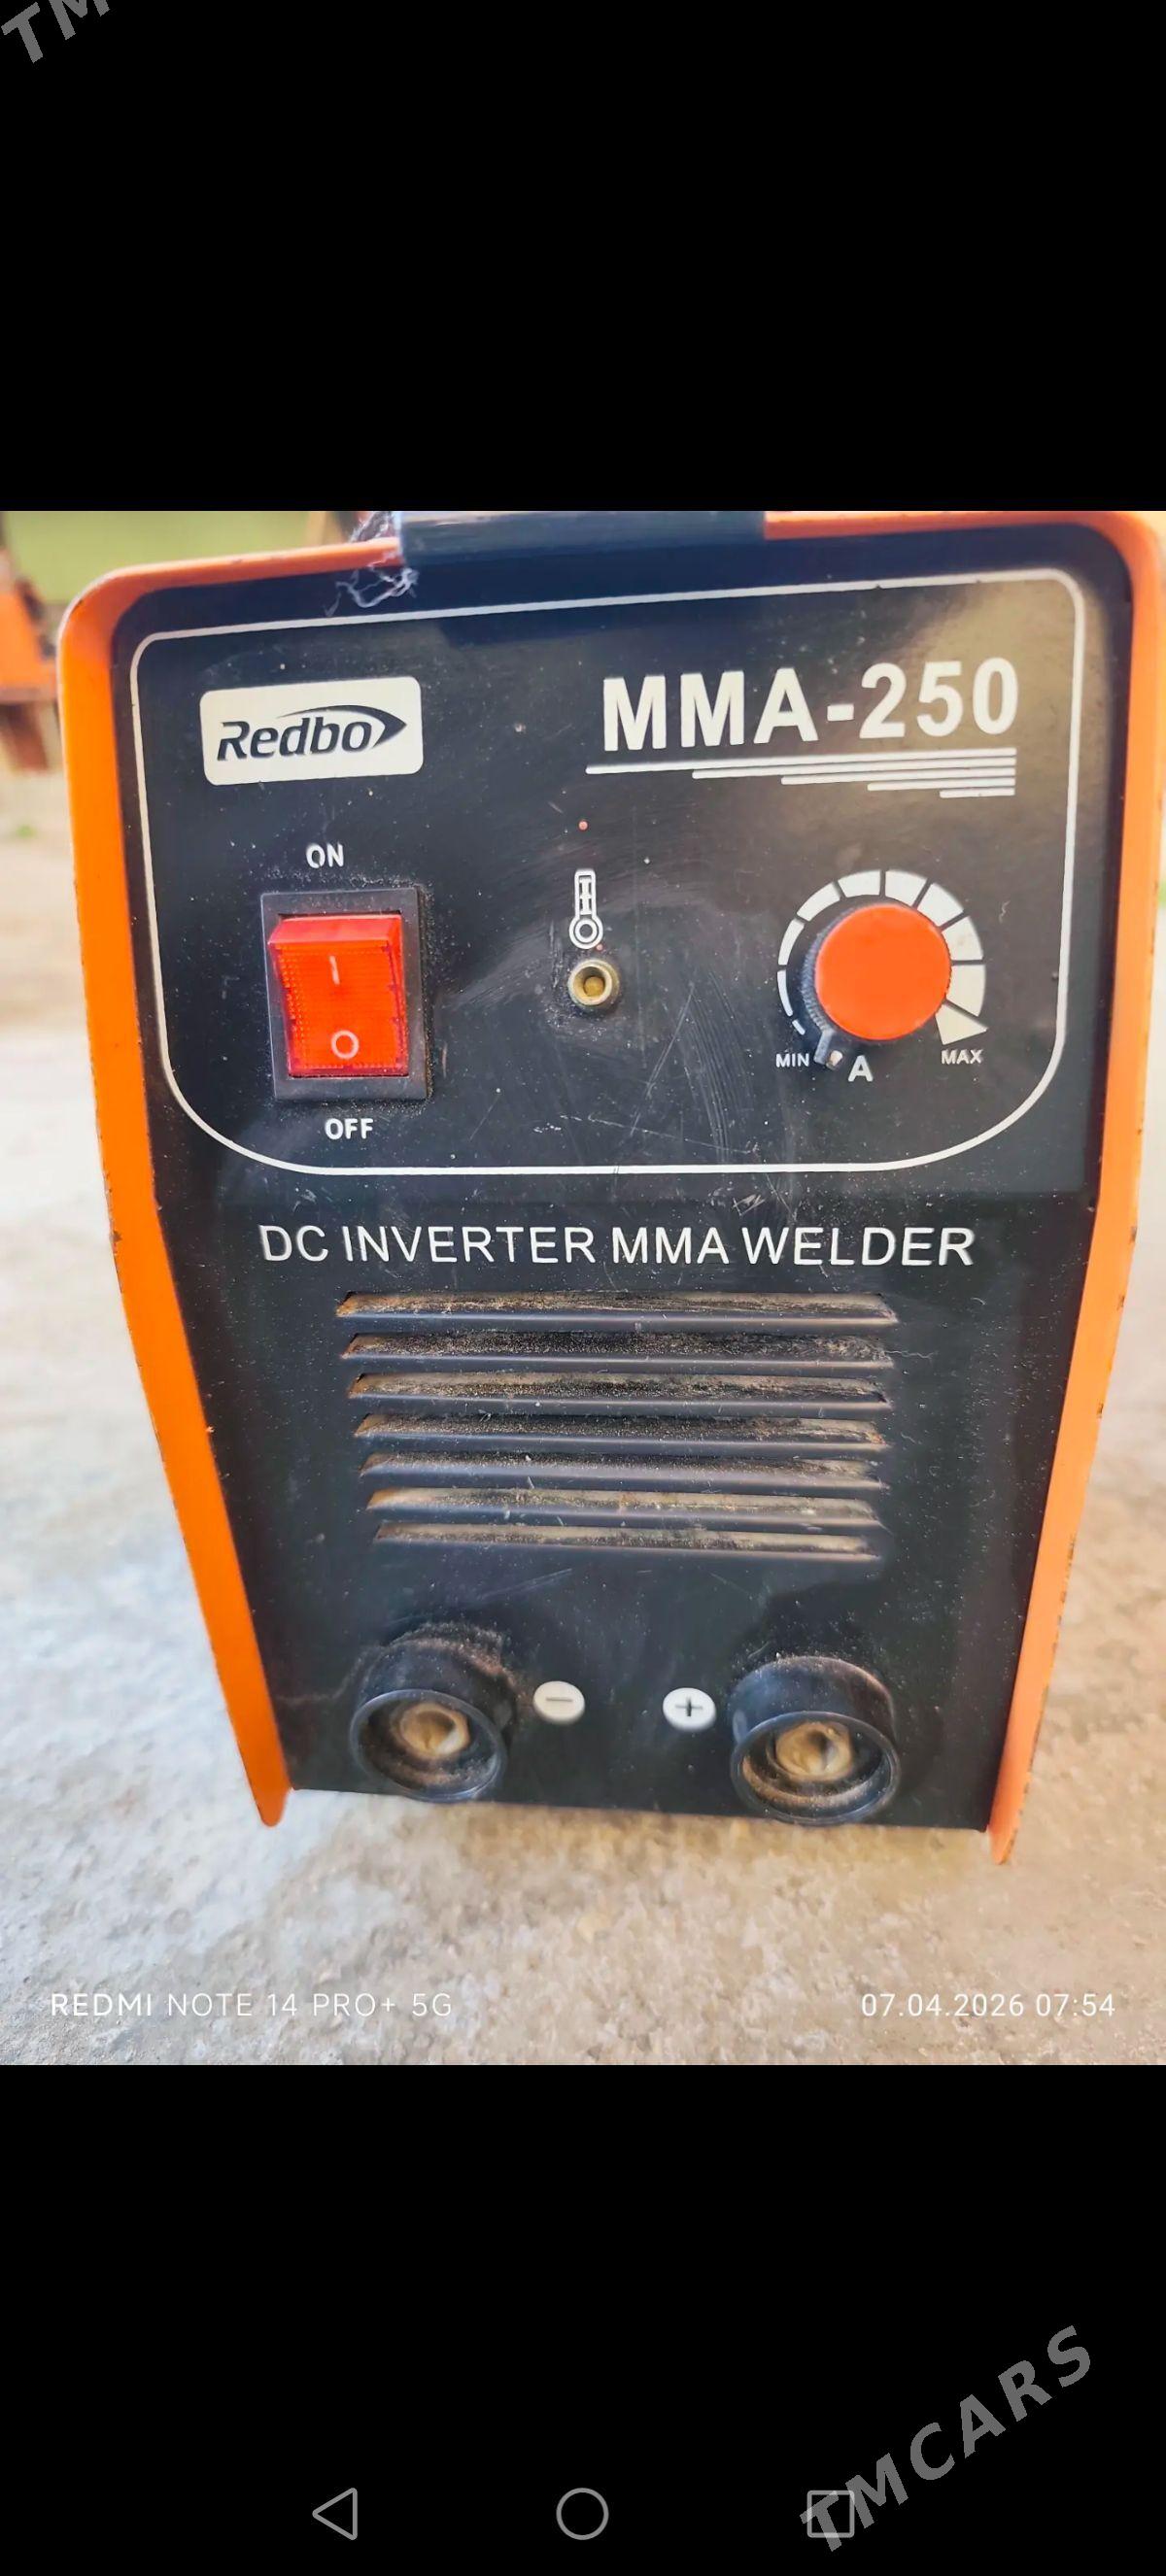 TM
Redbo
MMA-250
ON
I
O
OFF
MIN
A
MAX
DC INVERTER MMA WELDER
- +
REDMI NOTE 14 PRO+ 5G
07.04.2026 07:54
TMCARS